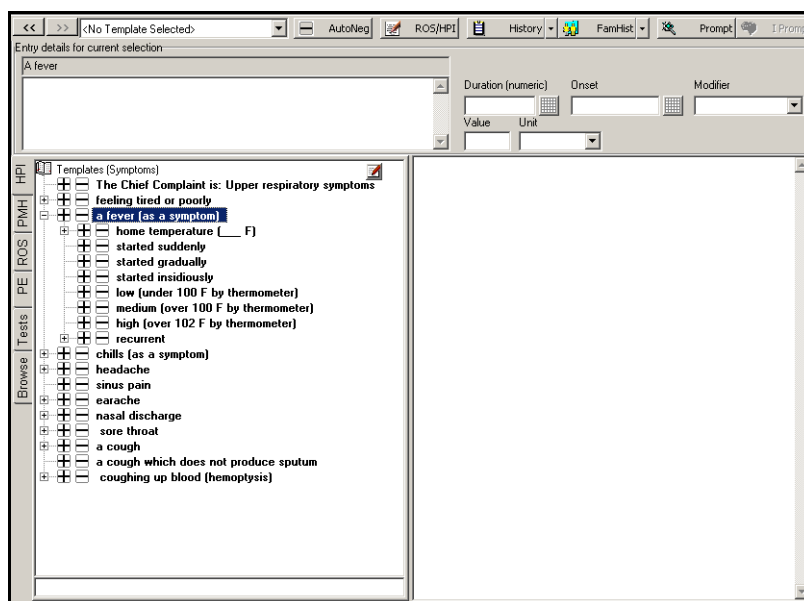 << >> <No Template Selected> AutoNeg ROS/HPI History FamHist Prompt I Promp
Entry details for current selection
A fever
Duration (numeric) Onset Modifier
Value Unit
HPI
PMH
ROS
PE
Tests
Browse
Templates (Symptoms)
The Chief Complaint is: Upper respiratory symptoms
feeling tired or poorly
a fever (as a symptom)
home temperature (___ F)
started suddenly
started gradually
started insidiously
low (under 100 F by thermometer)
medium (over 100 F by thermometer)
high (over 102 F by thermometer)
recurrent
chills (as a symptom)
headache
sinus pain
earache
nasal discharge
sore throat
a cough
a cough which does not produce sputum
coughing up blood (hemoptysis)